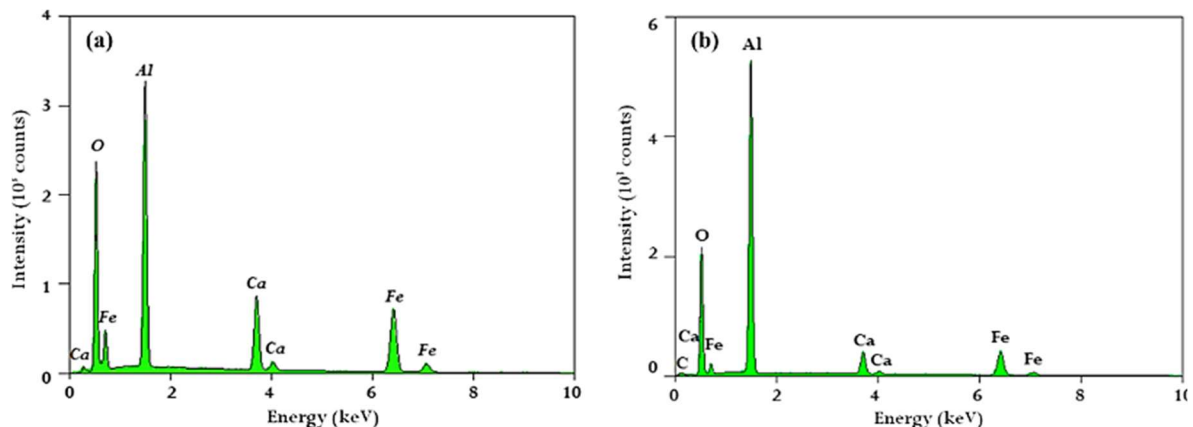 (a)
4
3
2
1
0
Intensity (10³ counts)
Ca
O
Fe
Al
Ca
Ca
Fe
Fe
0 2 4 6 8 10
Energy (keV)
(b)
6
4
2
0
Intensity (10³ counts)
Ca
C
O
Fe
Al
Ca
Ca
Fe
Fe
0 2 4 6 8 10
Energy (keV)